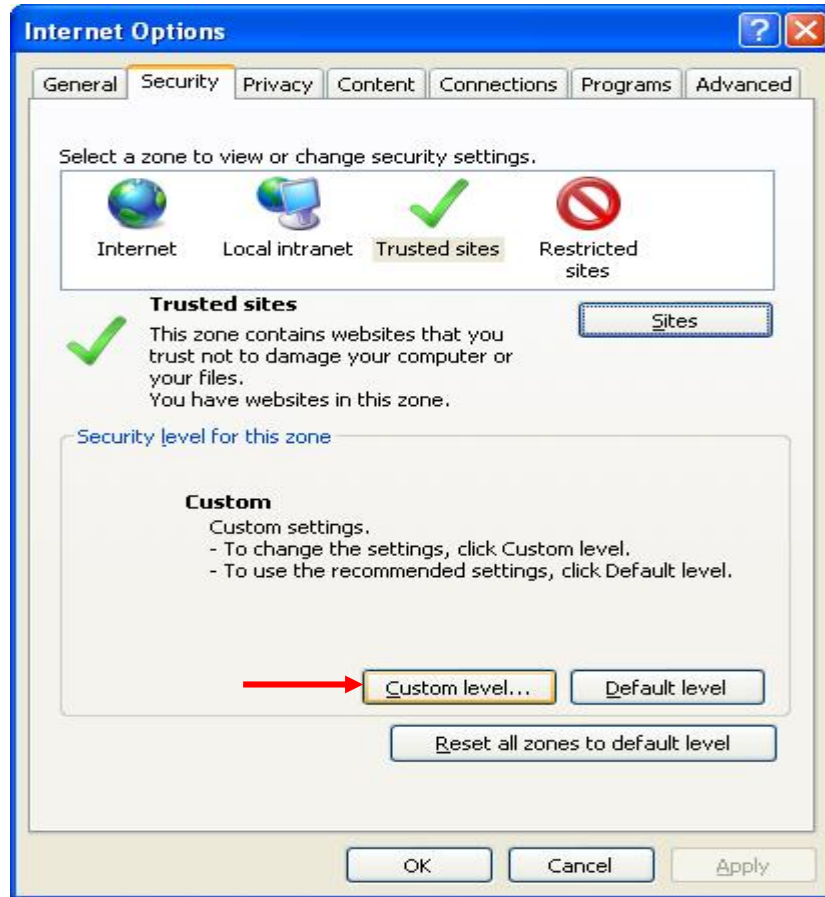 Internet Options
General Security Privacy Content Connections Programs Advanced
Select a zone to view or change security settings.
Internet Local intranet Trusted sites Restricted
sites
Trusted sites
Sites
This zone contains websites that you
trust not to damage your computer or
your files.
You have websites in this zone.
Security level for this zone
Custom
Custom settings.
- To change the settings, click Custom level.
- To use the recommended settings, click Default level.
Custom level... Default level
Reset all zones to default level
OK Cancel Apply